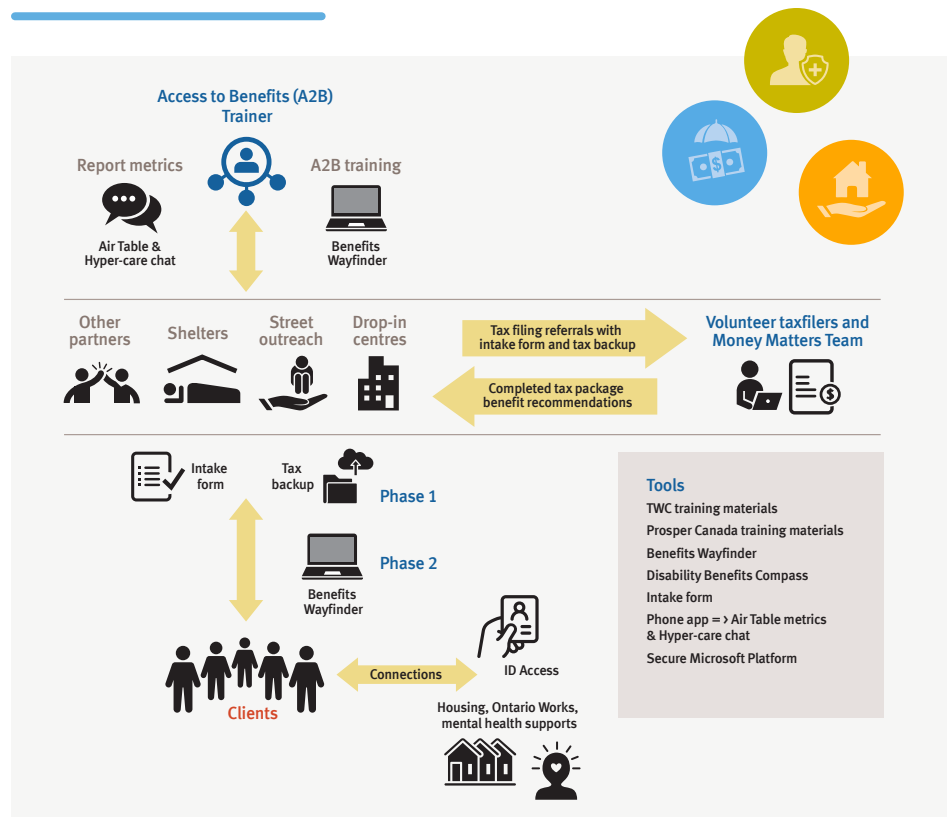 Access to Benefits (A2B)
Trainer
Report metrics
A2B training
Air Table &
Hyper-care chat
Benefits
Wayfinder
Other
partners
Shelters
Street
outreach
Drop-in
centres
Tax filing referrals with
intake form and tax backup
Completed tax package
benefit recommendations
Volunteer taxfilers and
Money Matters Team
$
$
Intake
form
Tax
backup
Phase 1
Phase 2
Benefits
Wayfinder
Clients
Connections
ID Access
Housing, Ontario Works,
mental health supports
Tools
TWC training materials
Prosper Canada training materials
Benefits Wayfinder
Disability Benefits Compass
Intake form
Phone app = > Air Table metrics
& Hyper-care chat
Secure Microsoft Platform